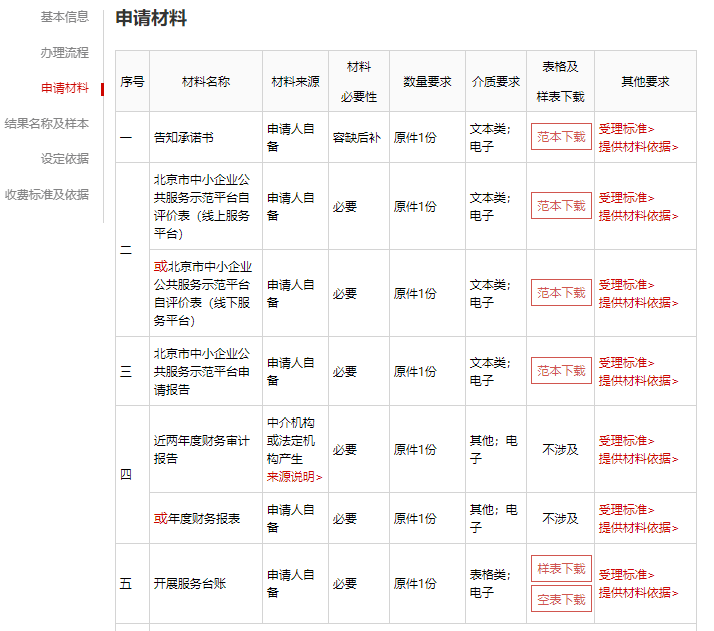 基本信息
办理流程
申请材料
结果名称及样本
设定依据
收费标准及依据
申请材料
序号
材料名称
材料来源
材料
必要性
数量要求
介质要求
表格及
样表下载
其他要求
一
告知承诺书
申请人自
备
容缺后补
原件1份
文本类；
电子
范本下载
受理标准>
提供材料依据>
二
北京市中小企业公
共服务示范平台自
评价表（线上服务
平台）
申请人自
备
必要
原件1份
文本类；
电子
范本下载
受理标准>
提供材料依据>
或北京市中小企业
公共服务示范平台
自评价表（线下服
务平台）
申请人自
备
必要
原件1份
文本类；
电子
范本下载
受理标准>
提供材料依据>
三
北京市中小企业公
共服务示范平台申
请报告
申请人自
备
必要
原件1份
文本类；
电子
范本下载
受理标准>
提供材料依据>
四
近两年度财务审计
报告
中介机构
或法定机
构产生
来源说明>
必要
原件1份
其他；电
子
不涉及
受理标准>
提供材料依据>
或年度财务报表
申请人自
备
必要
原件1份
其他；电
子
不涉及
受理标准>
提供材料依据>
五
开展服务台账
申请人自
备
必要
原件1份
表格类；
电子
样表下载
空表下载
受理标准>
提供材料依据>